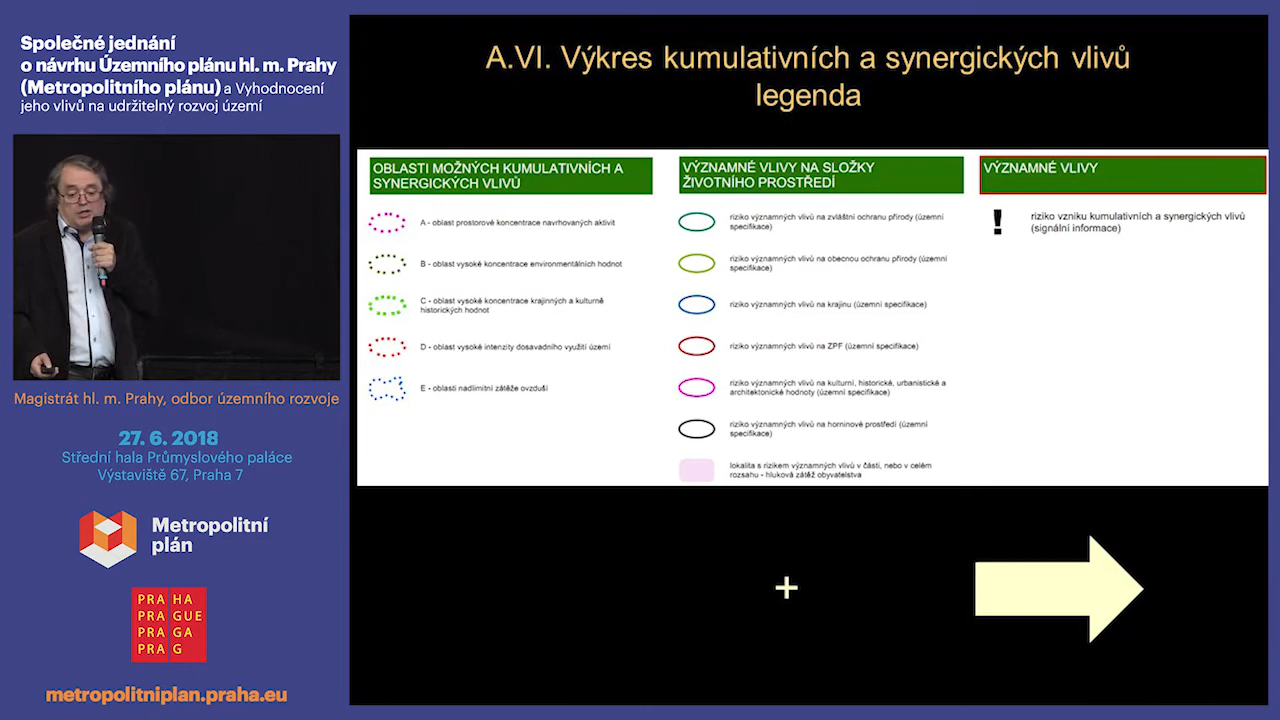 Společné jednání
o návrhu Územního plánu hl. m. Prahy
(Metropolitního plánu) a Vyhodnocení
jeho vlivů na udržitelný rozvoj území
Magistrát hl. m. Prahy, odbor územního rozvoje
27. 6. 2018
Střední hala Průmyslového paláce
Výstaviště 67, Praha 7
Metropolitní
plán
PRA HA
PRA GUE
PRA GA
PRA G
metropolitniplan.praha.eu
A.VI. Výkres kumulativních a synergických vlivů
legenda
OBLASTI MOŽNÝCH KUMULATIVNÍCH A
SYNERGICKÝCH VLIVŮ
A - oblast prostorové koncentrace navrhovaných aktivit
B - oblast vysoké koncentrace environmentálních hodnot
C - oblast vysoké koncentrace krajinných a kulturně
historických hodnot
D - oblast vysoké intenzity dosavadního využití území
E - oblasti nadlimitní zátěže ovzduší
VÝZNAMNÉ VLIVY NA SLOŽKY
ŽIVOTNÍHO PROSTŘEDÍ
riziko významných vlivů na zvláštní ochranu přírody (územní
specifikace)
riziko významných vlivů na obecnou ochranu přírody (územní
specifikace)
riziko významných vlivů na krajinu (územní specifikace)
riziko významných vlivů na ZPF (územní specifikace)
riziko významných vlivů na kulturní, historické, urbanistické a
architektonické hodnoty (územní specifikace)
riziko významných vlivů na horninové prostředí (územní
specifikace)
lokalita s rizikem významných vlivů v části, nebo v celém
rozsahu - hluková zátěž obyvatelstva
VÝZNAMNÉ VLIVY
! riziko vzniku kumulativních a synergických vlivů
(signální informace)
+